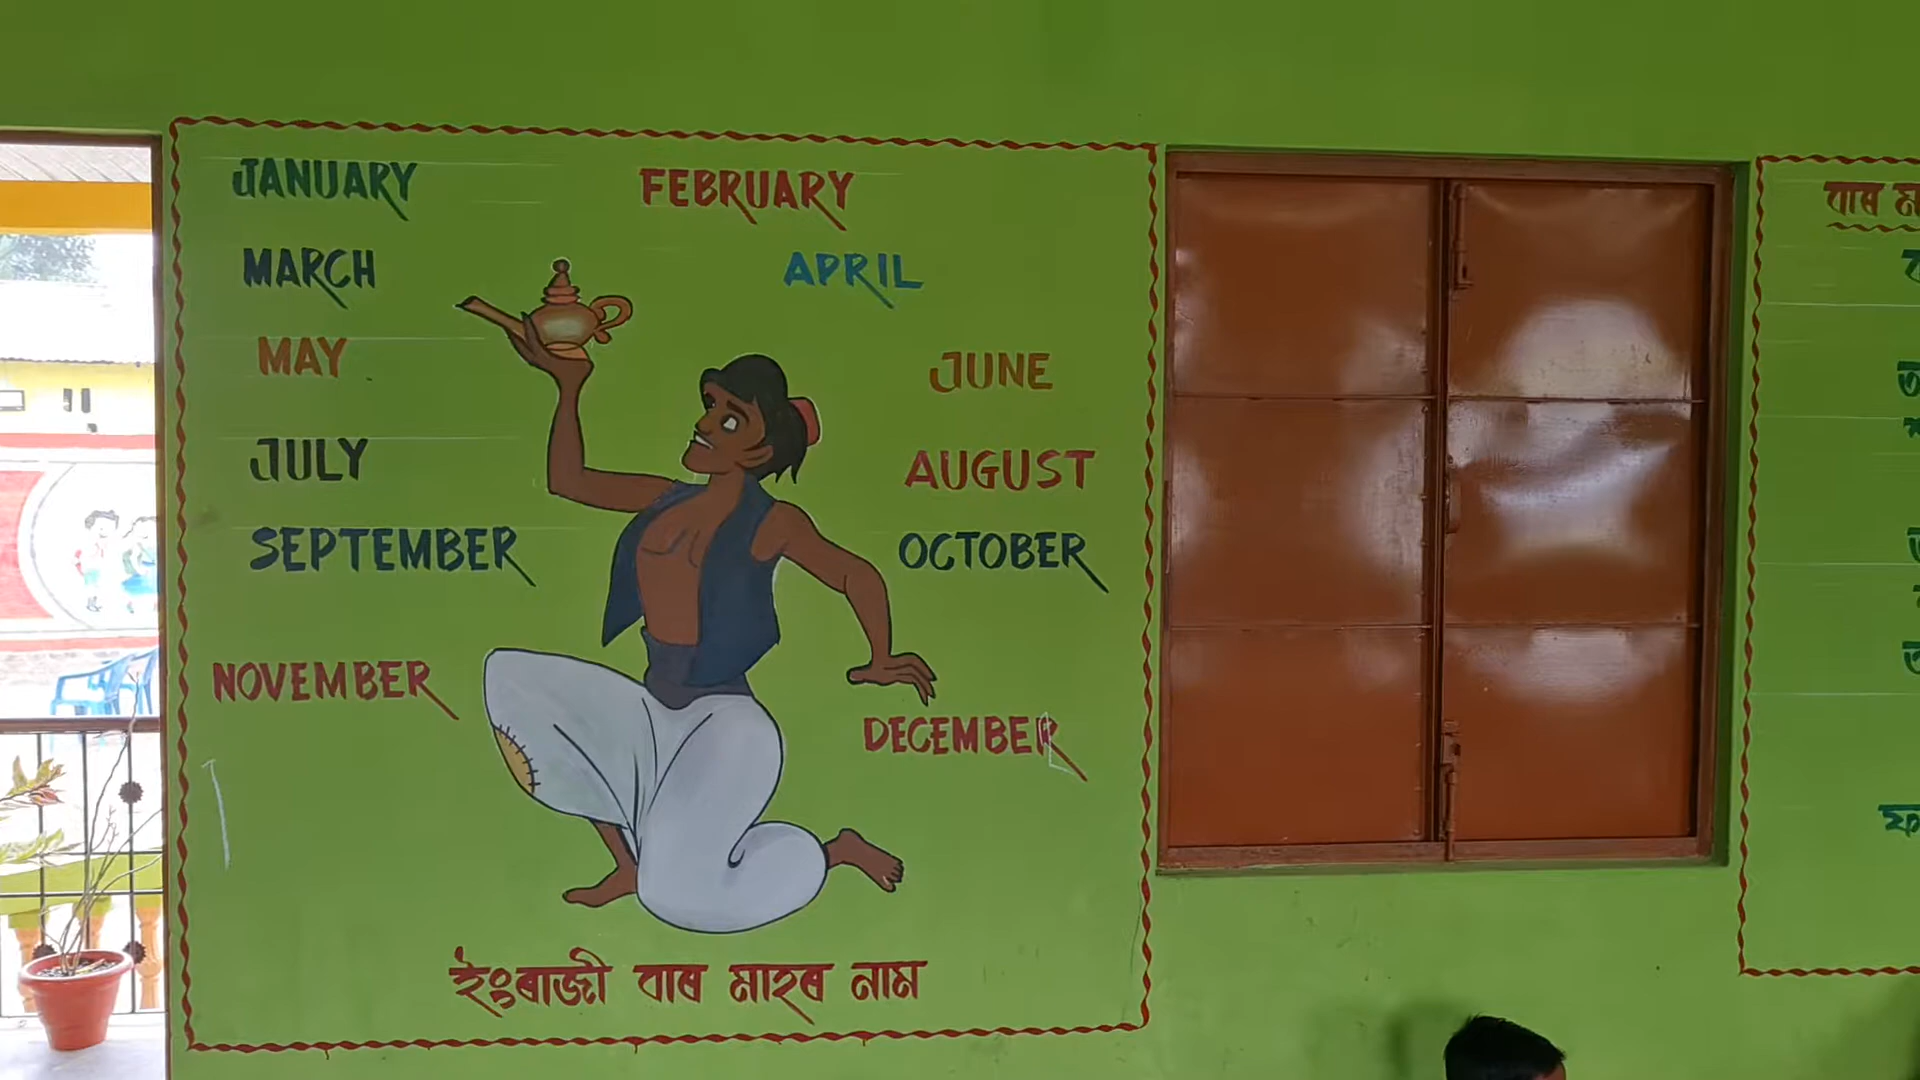 JANUARY FEBRUARY
MARCH APRIL
MAY JUNE
JULY AUGUST
SEPTEMBER OCTOBER
NOVEMBER DECEMBER
ইংৰাজী বাৰ মাহৰ নাম
বাৰ